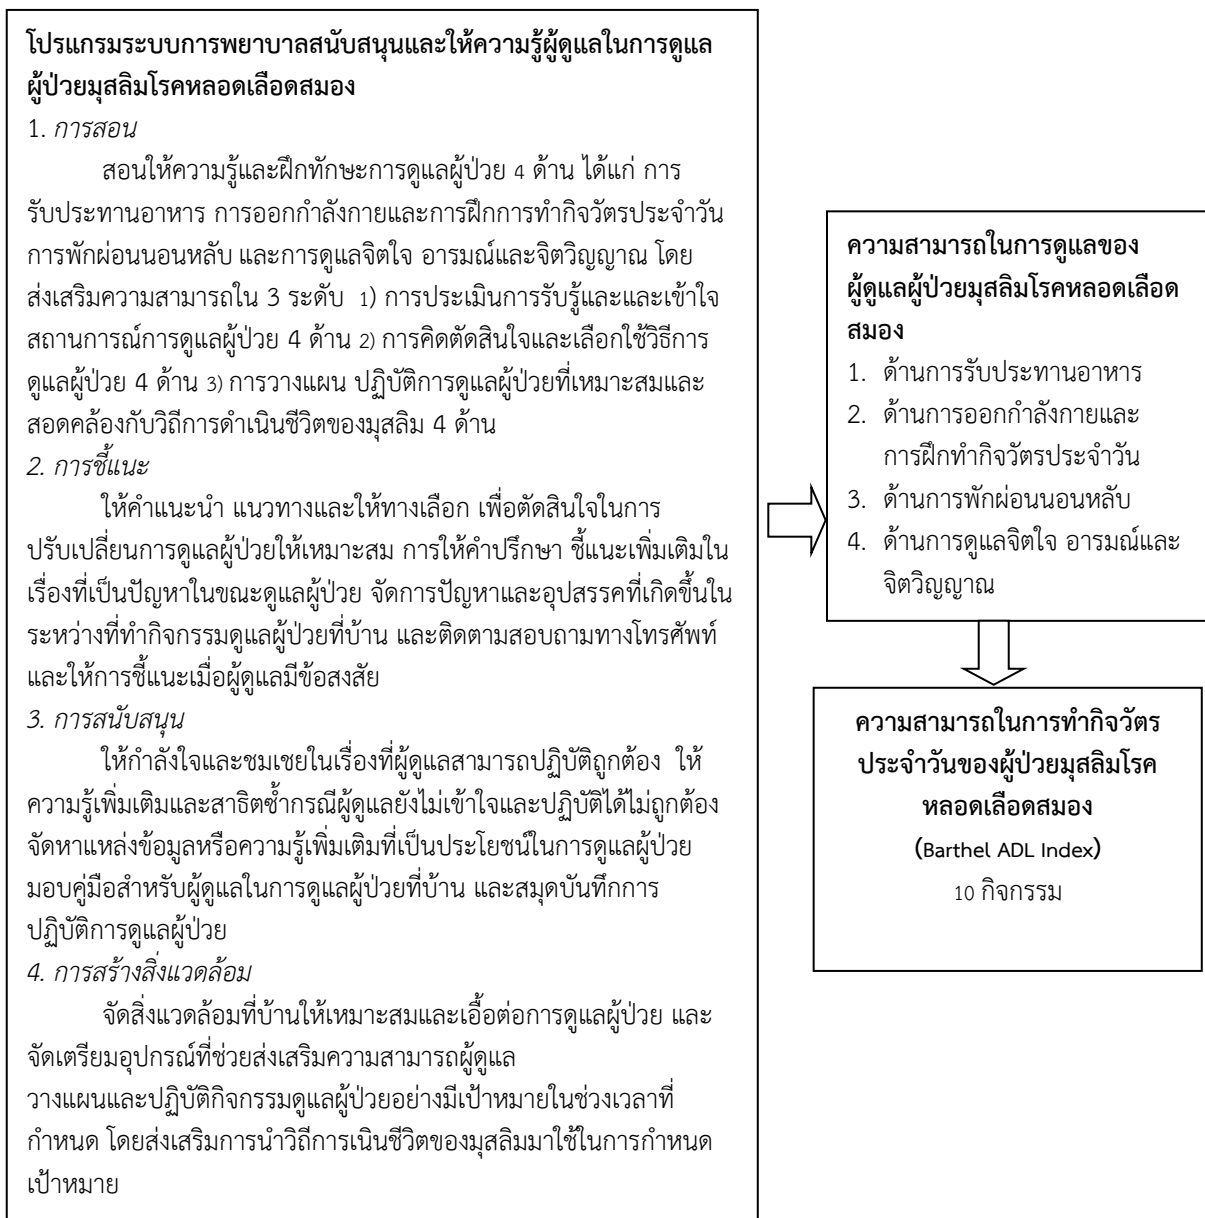 โปรแกรมระบบการพยาบาลสนับสนุนและให้ความรู้ผู้ดูแลในการดูแล
ผู้ป่วยมุสลิมโรคหลอดเลือดสมอง
1. การสอน
สอนให้ความรู้และฝึกทักษะการดูแลผู้ป่วย 4 ด้าน ได้แก่ การ
รับประทานอาหาร การออกกำลังกายและการฝึกการทำกิจวัตรประจำวัน
การพักผ่อนนอนหลับ และการดูแลจิตใจ อารมณ์และจิตวิญญาณ โดย
ส่งเสริมความสามารถใน 3 ระดับ 1) การประเมินการรับรู้และและเข้าใจ
สถานการณ์การดูแลผู้ป่วย 4 ด้าน 2) การคิดตัดสินใจและเลือกใช้วิธีการ
ดูแลผู้ป่วย 4 ด้าน 3) การวางแผน ปฏิบัติการดูแลผู้ป่วยที่เหมาะสมและ
สอดคล้องกับวิถีการดำเนินชีวิตของมุสลิม 4 ด้าน
2. การชี้แนะ
ให้คำแนะนำ แนวทางและให้ทางเลือก เพื่อตัดสินใจในการ
ปรับเปลี่ยนการดูแลผู้ป่วยให้เหมาะสม การให้คำปรึกษา ชี้แนะเพิ่มเติมใน
เรื่องที่เป็นปัญหาในขณะดูแลผู้ป่วย จัดการปัญหาและอุปสรรคที่เกิดขึ้นใน
ระหว่างที่ทำกิจกรรมดูแลผู้ป่วยที่บ้าน และติดตามสอบถามทางโทรศัพท์
และให้การชี้แนะเมื่อผู้ดูแลมีข้อสงสัย
3. การสนับสนุน
ให้กำลังใจและชมเชยในเรื่องที่ผู้ดูแลสามารถปฏิบัติถูกต้อง ให้
ความรู้เพิ่มเติมและสาธิตซ้ำกรณีผู้ดูแลยังไม่เข้าใจและปฏิบัติได้ไม่ถูกต้อง
จัดหาแหล่งข้อมูลหรือความรู้เพิ่มเติมที่เป็นประโยชน์ในการดูแลผู้ป่วย
มอบคู่มือสำหรับผู้ดูแลในการดูแลผู้ป่วยที่บ้าน และสมุดบันทึกการ
ปฏิบัติการดูแลผู้ป่วย
4. การสร้างสิ่งแวดล้อม
จัดสิ่งแวดล้อมที่บ้านให้เหมาะสมและเอื้อต่อการดูแลผู้ป่วย และ
จัดเตรียมอุปกรณ์ที่ช่วยส่งเสริมความสามารถผู้ดูแล
วางแผนและปฏิบัติกิจกรรมดูแลผู้ป่วยอย่างมีเป้าหมายในช่วงเวลาที่
กำหนด โดยส่งเสริมการนำวิถีการเนินชีวิตของมุสลิมมาใช้ในการกำหนด
เป้าหมาย
ความสามารถในการดูแลของ
ผู้ดูแลผู้ป่วยมุสลิมโรคหลอดเลือด
สมอง
1. ด้านการรับประทานอาหาร
2. ด้านการออกกำลังกายและ
การฝึกทำกิจวัตรประจำวัน
3. ด้านการพักผ่อนนอนหลับ
4. ด้านการดูแลจิตใจ อารมณ์และ
จิตวิญญาณ
ความสามารถในการทำกิจวัตร
ประจำวันของผู้ป่วยมุสลิมโรค
หลอดเลือดสมอง
(Barthel ADL Index)
10 กิจกรรม